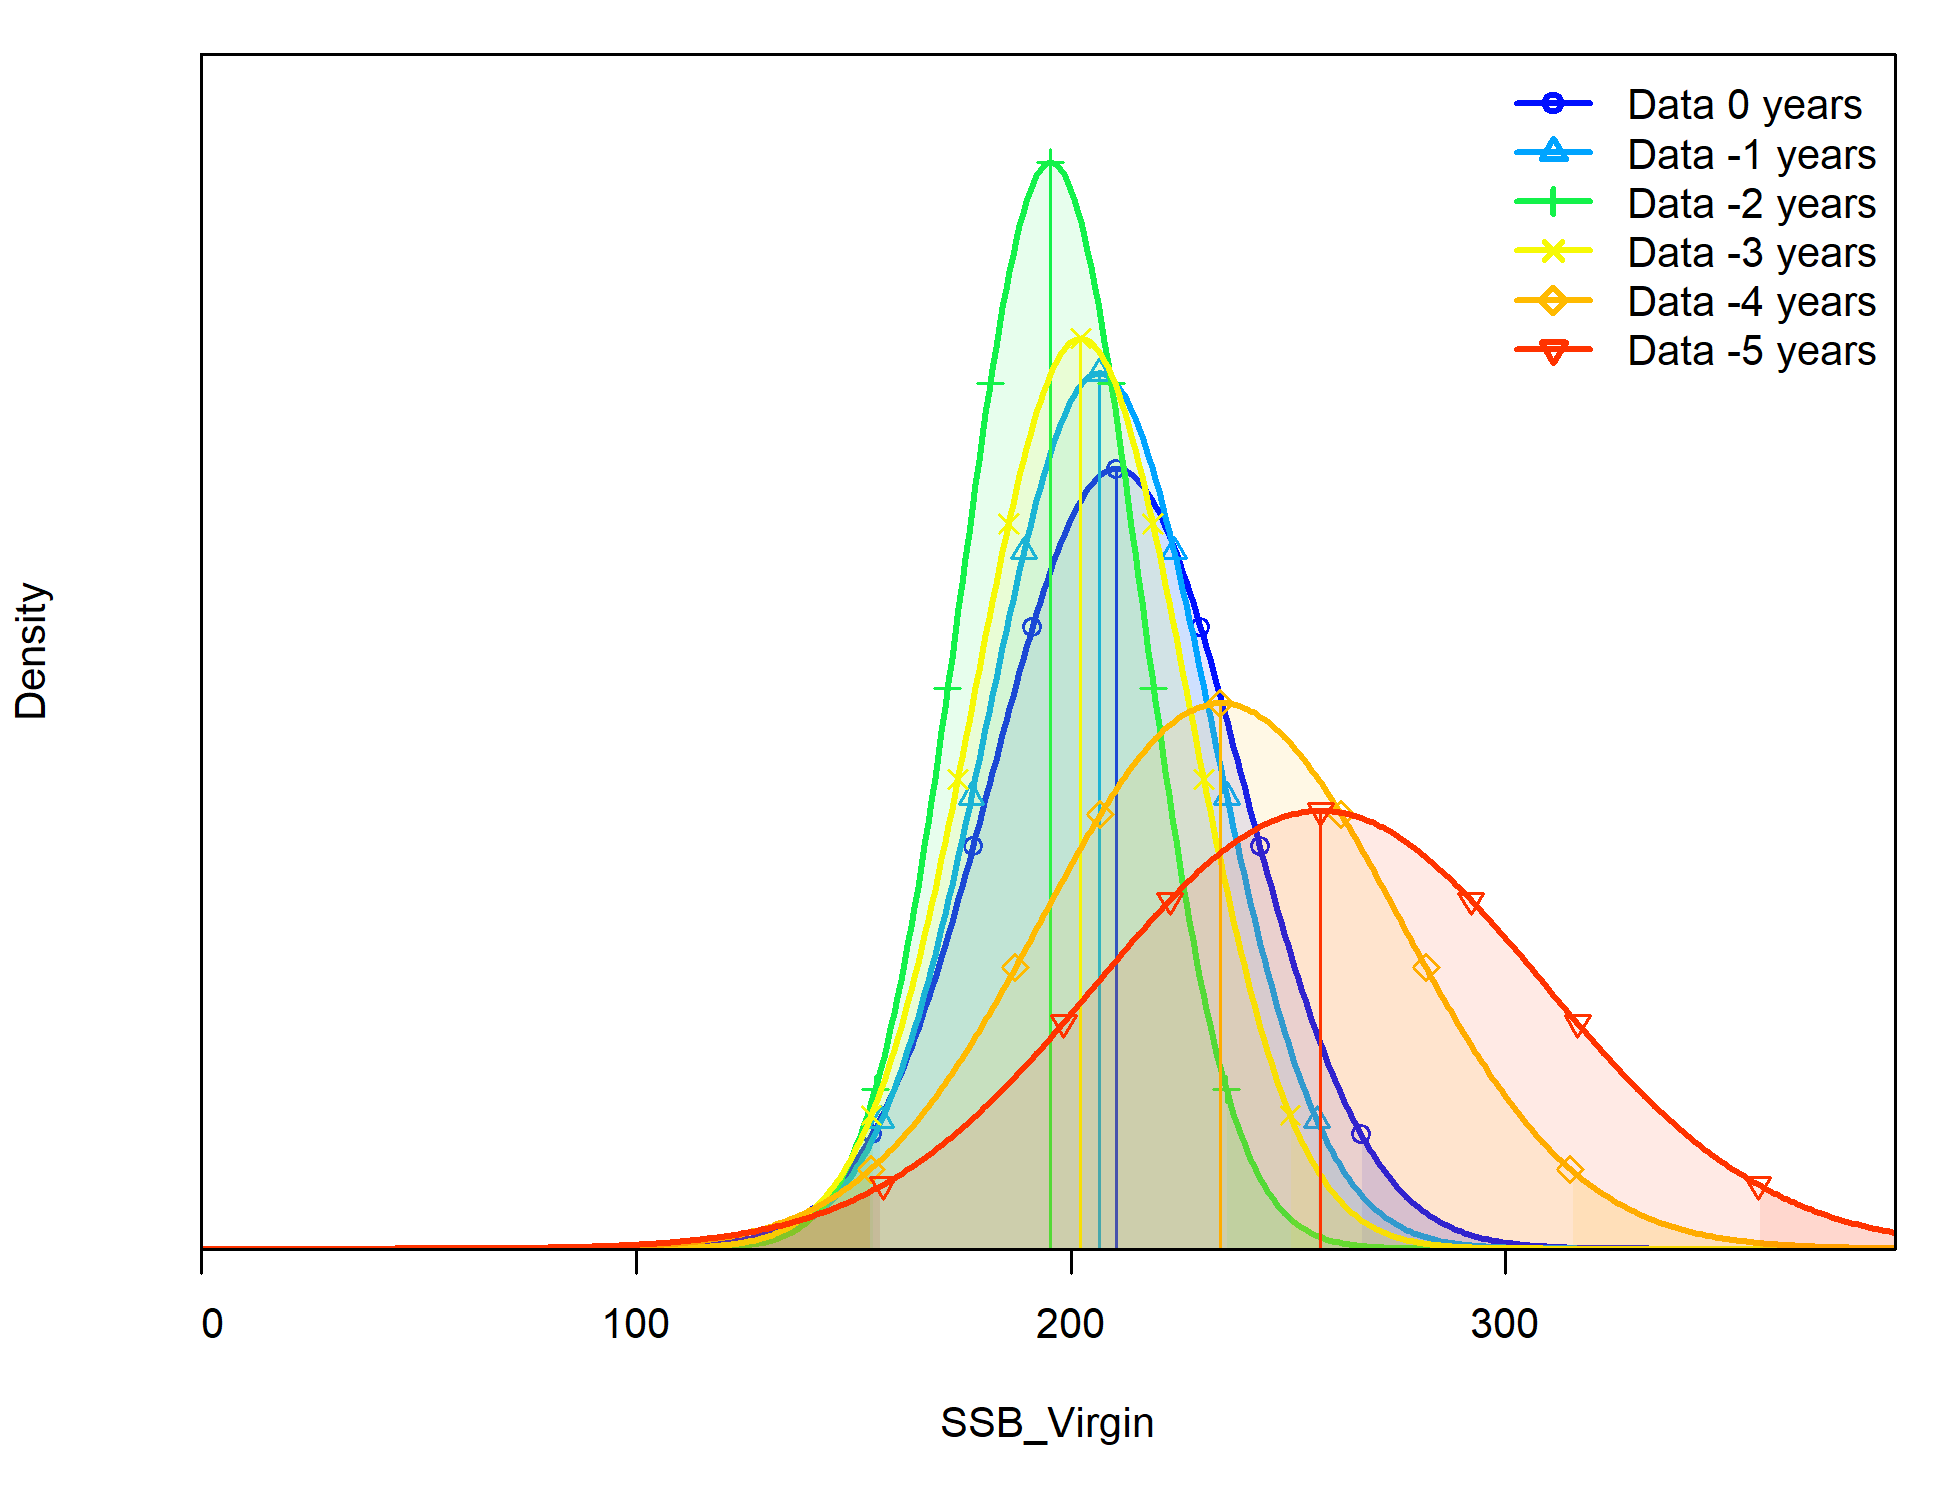 Data 0 years
Data -1 years
Data -2 years
Data -3 years
Data -4 years
Data -5 years
Density
0 100 200 300
SSB_Virgin